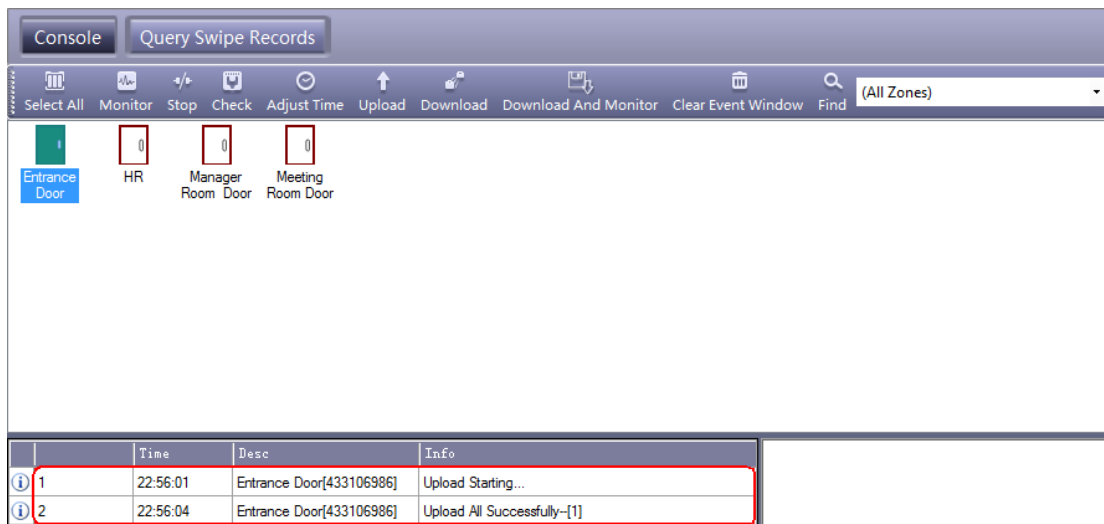 Console Query Swipe Records
Select All Monitor Stop Check Adjust Time Upload Download Download And Monitor Clear Event Window Find (All Zones)
Entrance Door
HR
Manager Room Door
Meeting Room Door
Time Desc Info
1 22:56:01 Entrance Door[433106986] Upload Starting...
2 22:56:04 Entrance Door[433106986] Upload All Successfully--[1]